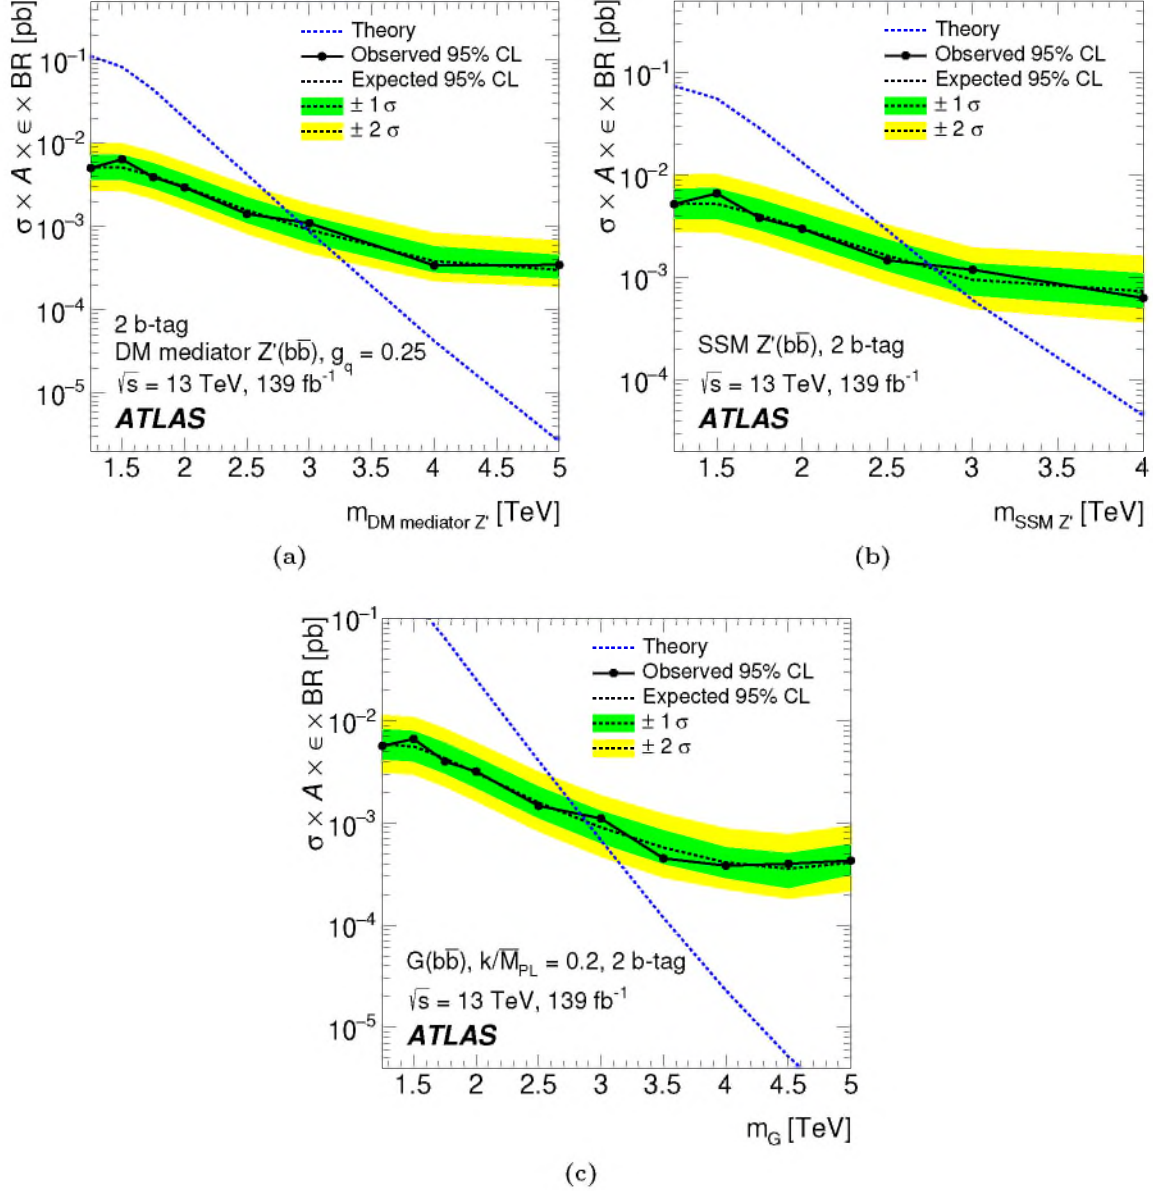 σ × A × ϵ × BR [pb]
10⁻¹
10⁻²
10⁻³
10⁻⁴
10⁻⁵
Theory
Observed 95% CL
Expected 95% CL
± 1 σ
± 2 σ
2 b-tag
DM mediator Z'(bb̅), g_q = 0.25
√s = 13 TeV, 139 fb⁻¹
ATLAS
1.5 2 2.5 3 3.5 4 4.5 5
m_DM mediator Z' [TeV]
(a)
σ × A × ϵ × BR [pb]
10⁻¹
10⁻²
10⁻³
10⁻⁴
Theory
Observed 95% CL
Expected 95% CL
± 1 σ
± 2 σ
SSM Z'(bb̅), 2 b-tag
√s = 13 TeV, 139 fb⁻¹
ATLAS
1.5 2 2.5 3 3.5 4
m_SSM Z' [TeV]
(b)
σ × A × ϵ × BR [pb]
10⁻¹
10⁻²
10⁻³
10⁻⁴
10⁻⁵
Theory
Observed 95% CL
Expected 95% CL
± 1 σ
± 2 σ
G(bb̅), k/M̅_PL = 0.2, 2 b-tag
√s = 13 TeV, 139 fb⁻¹
ATLAS
1.5 2 2.5 3 3.5 4 4.5 5
m_G [TeV]
(c)